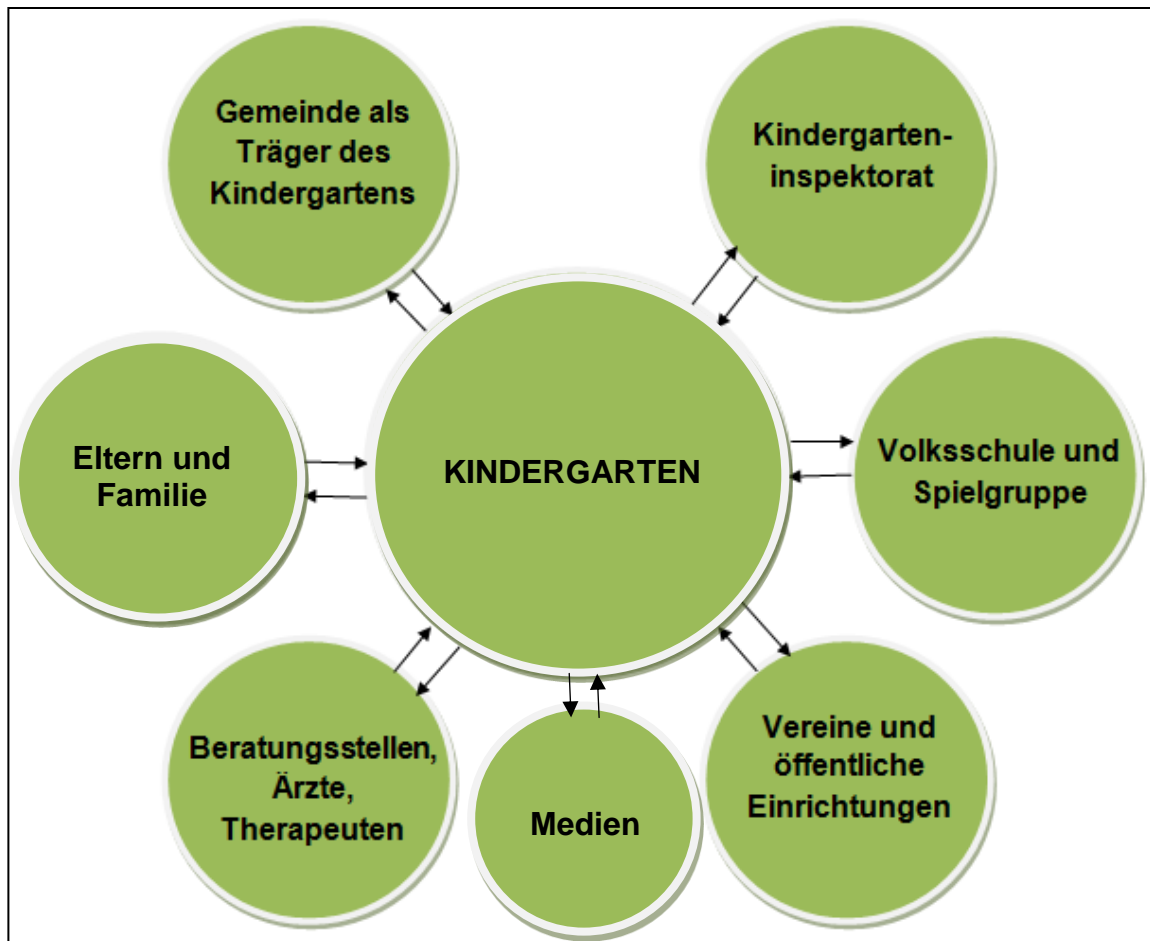 Gemeinde als
Träger des
Kindergartens
Kindergarten-
inspektorat
Eltern und
Familie
KINDERGARTEN
Volksschule und
Spielgruppe
Beratungsstellen,
Ärzte,
Therapeuten
Medien
Vereine und
öffentliche
Einrichtungen